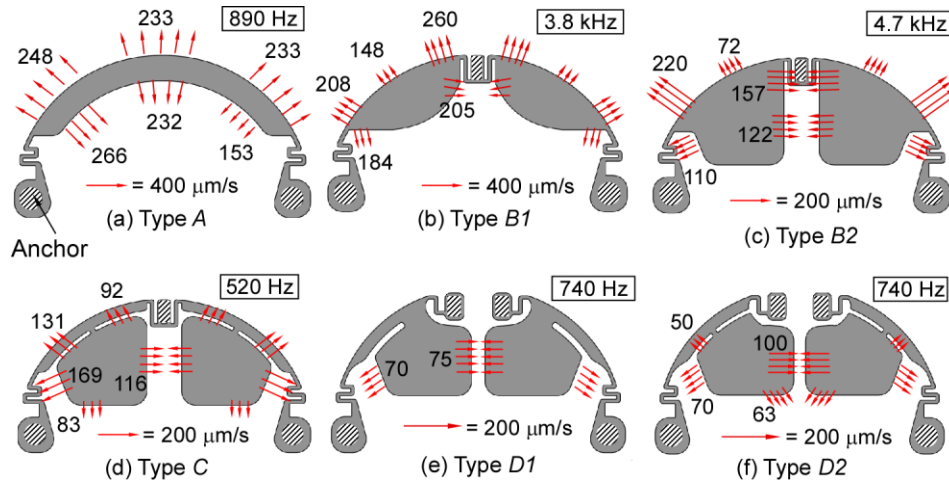 233
890 Hz
248
233
232
266
153
= 400 μm/s
(a) Type A
Anchor
260
3.8 kHz
148
208
205
184
= 400 μm/s
(b) Type B1
4.7 kHz
72
220
157
122
110
= 200 μm/s
(c) Type B2
520 Hz
92
131
169
116
83
= 200 μm/s
(d) Type C
740 Hz
70
75
= 200 μm/s
(e) Type D1
740 Hz
50
100
70
63
= 200 μm/s
(f) Type D2